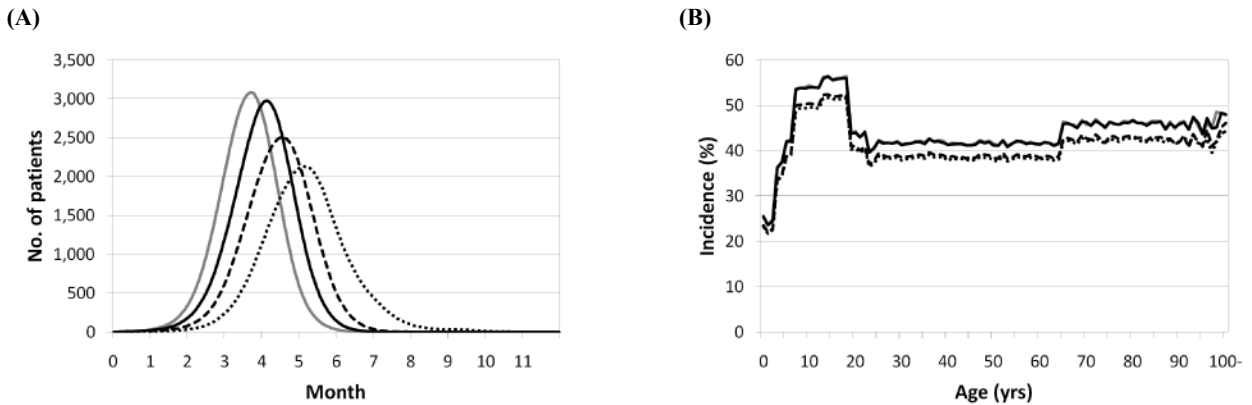 (A)
(B)
3,500
3,000
2,500
2,000
1,500
1,000
500
0
No. of patients
0 1 2 3 4 5 6 7 8 9 10 11
Month
60
50
40
30
20
10
0
Incidence (%)
0 10 20 30 40 50 60 70 80 90 100-
Age (yrs)